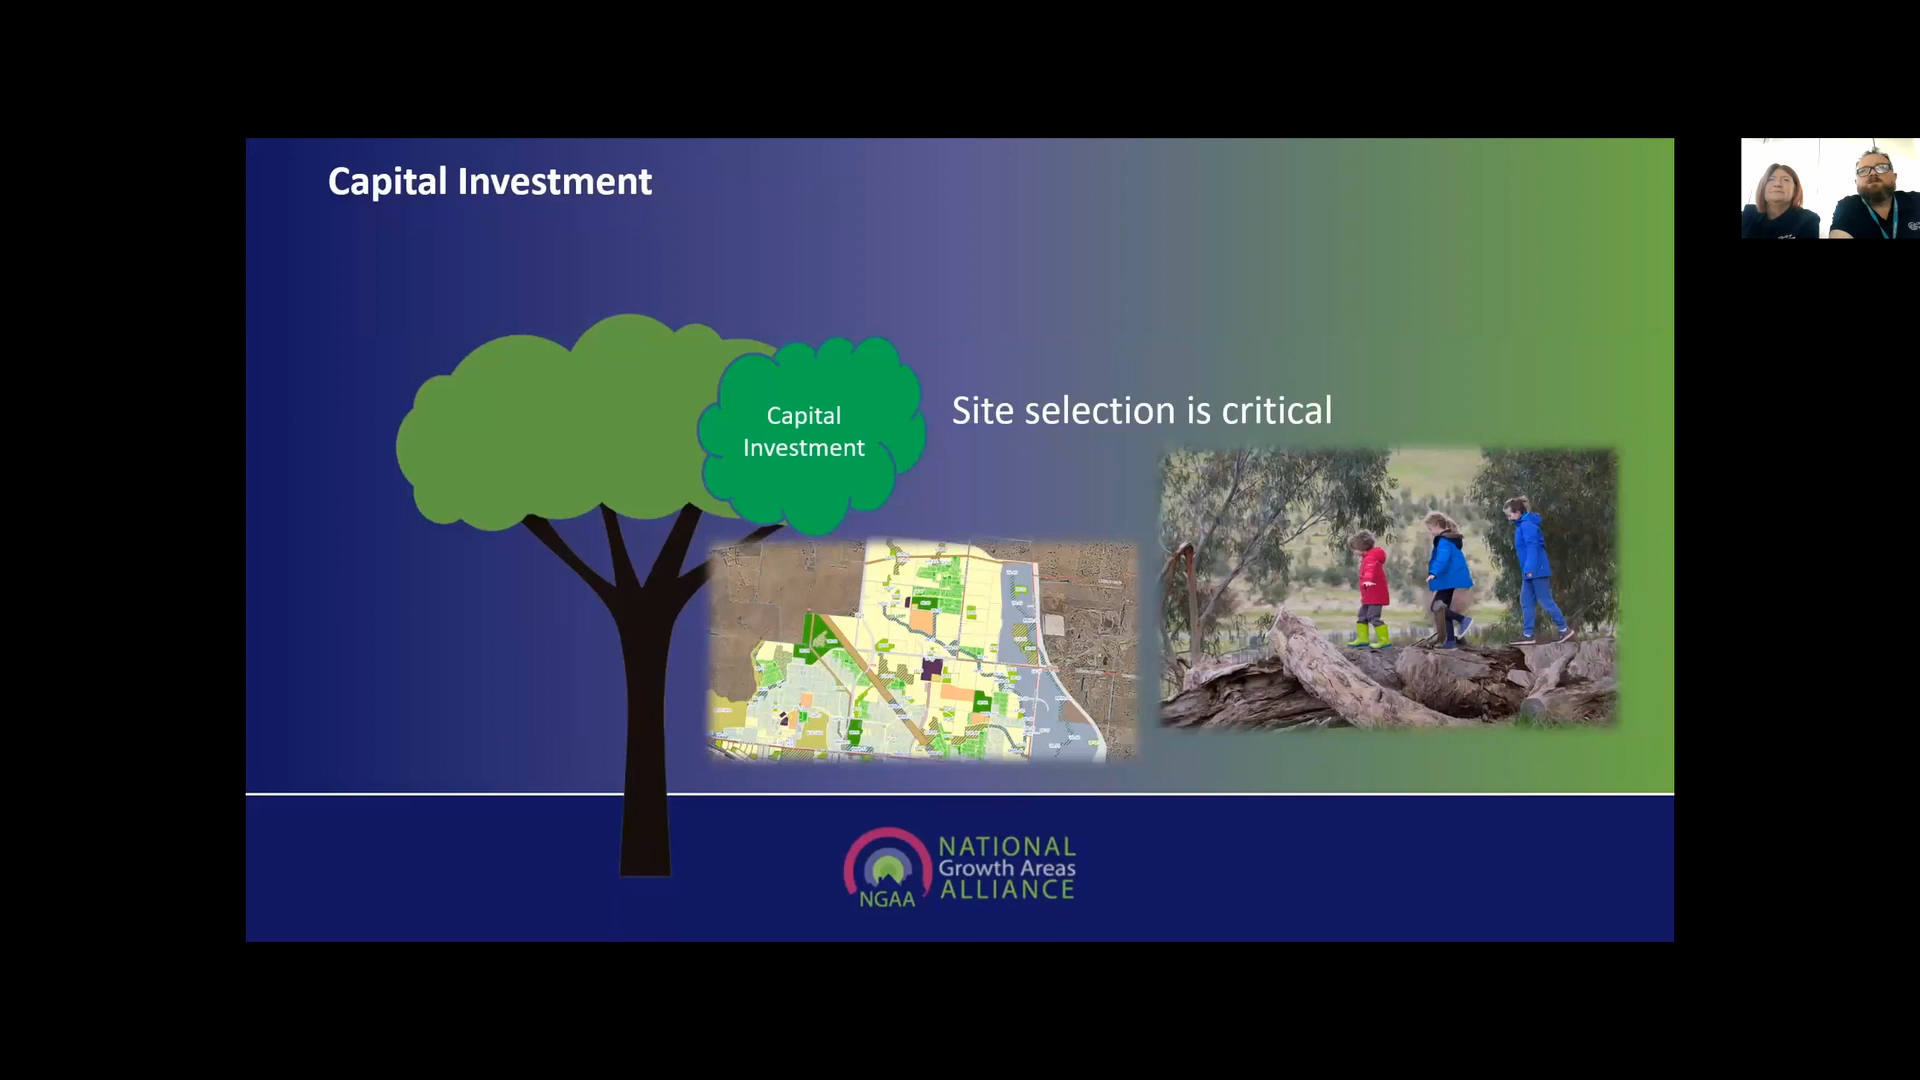 Capital Investment
Capital
Investment
Site selection is critical
NGAA
NATIONAL
Growth Areas
ALLIANCE